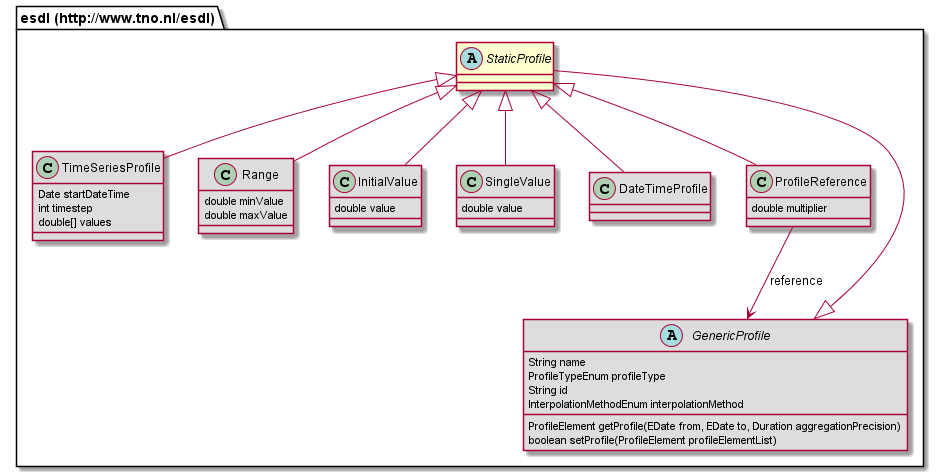 esdl (http://www.tno.nl/esdl)
A StaticProfile
C TimeSeriesProfile
Date startDateTime
int timestep
double[] values
C Range
double minValue
double maxValue
C InitialValue
double value
C SingleValue
double value
C DateTimeProfile
C ProfileReference
double multiplier
reference
A GenericProfile
String name
ProfileTypeEnum profileType
String id
InterpolationMethodEnum interpolationMethod
ProfileElement getProfile(EDate from, EDate to, Duration aggregationPrecision)
boolean setProfile(ProfileElement profileElementList)